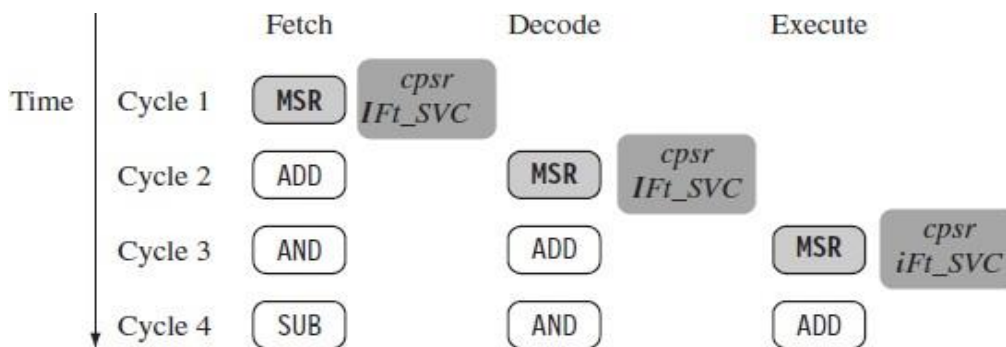 Fetch Decode Execute
Time
Cycle 1 MSR cpsr
IFt_SVC
Cycle 2 ADD MSR cpsr
IFt_SVC
Cycle 3 AND ADD MSR cpsr
iFt_SVC
Cycle 4 SUB AND ADD